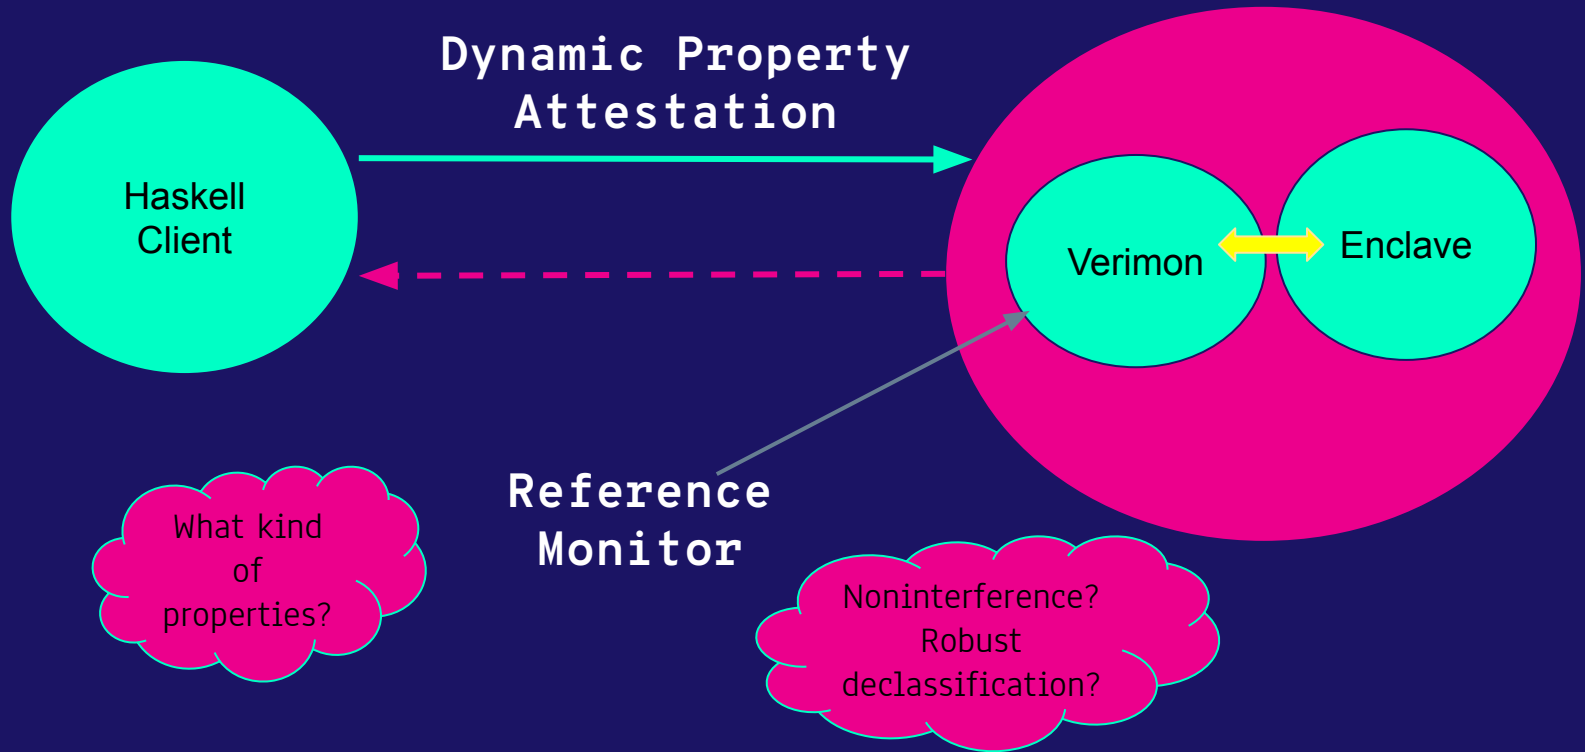 Dynamic Property
Attestation
Haskell
Client
Verimon
Enclave
Reference
Monitor
What kind
of
properties?
Noninterference?
Robust
declassification?